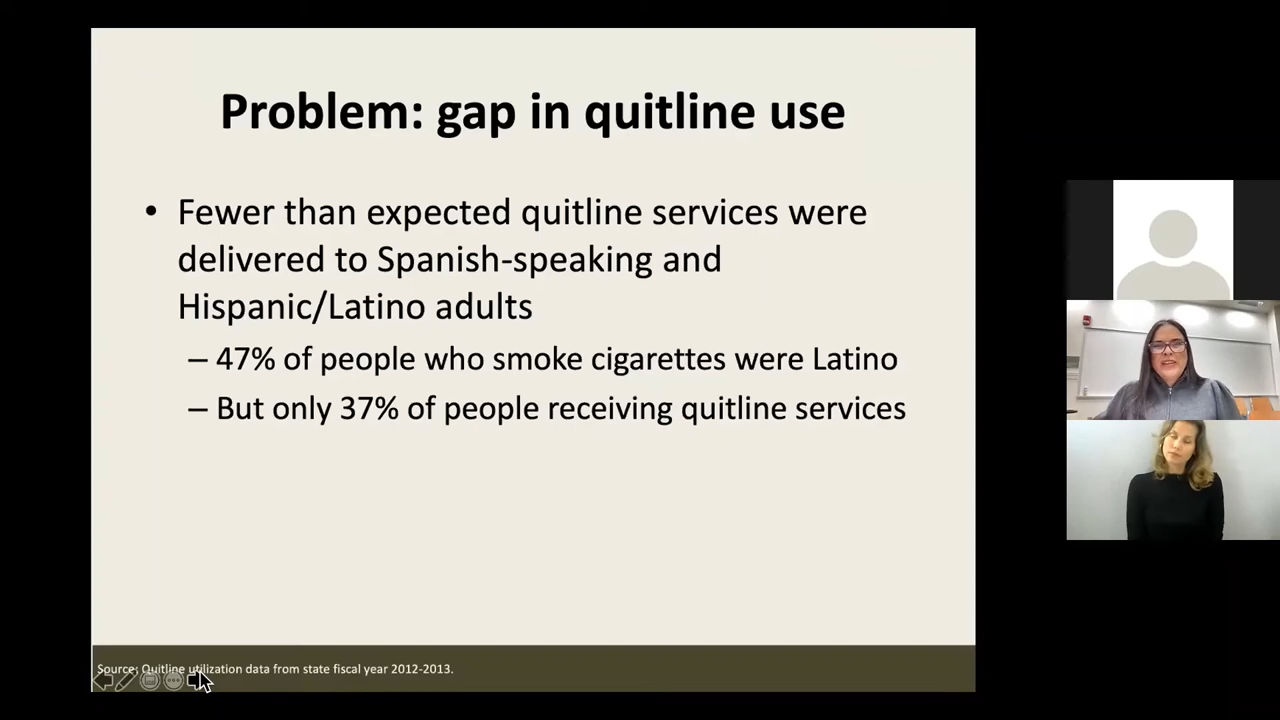 Problem: gap in quitline use
• Fewer than expected quitline services were
delivered to Spanish-speaking and
Hispanic/Latino adults
– 47% of people who smoke cigarettes were Latino
– But only 37% of people receiving quitline services
Source: Quitline utilization data from state fiscal year 2012-2013.